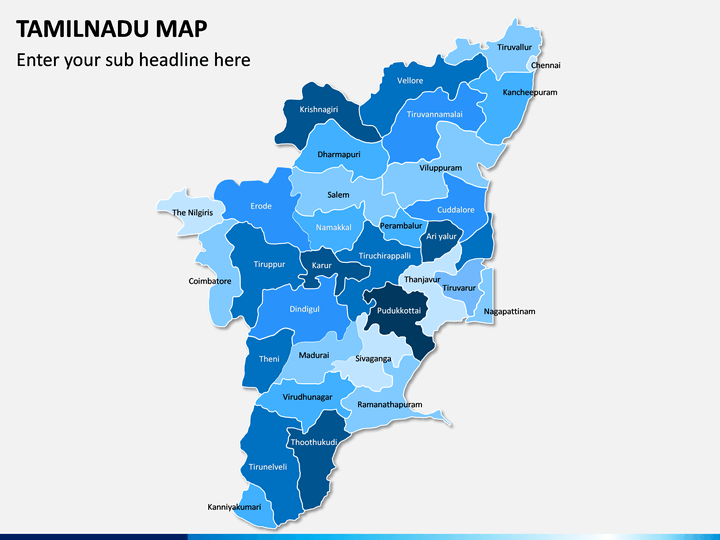 TAMILNADU MAP
Enter your sub headline here
Tiruvallur
Chennai
Vellore
Kancheepuram
Krishnagiri
Tiruvannamalai
Dharmapuri
Viluppuram
Salem
The Nilgiris
Erode
Cuddalore
Namakkal
Perambalur
Ari yalur
Tiruppur
Karur
Tiruchirappalli
Coimbatore
Thanjavur
Tiruvarur
Dindigul
Pudukkottai
Nagapattinam
Theni
Madurai
Sivaganga
Virudhunagar
Ramanathapuram
Thoothukudi
Tirunelveli
Kanniyakumari